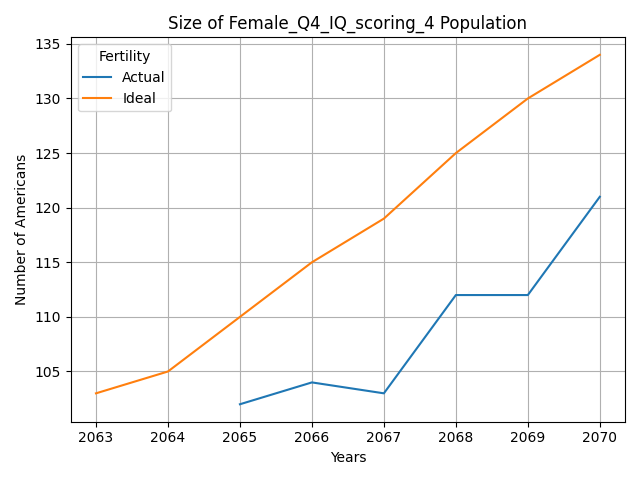 Size of Female_Q4_IQ_scoring_4 Population
Fertility
Actual
Ideal
Number of Americans
135
130
125
120
115
110
105
2063 2064 2065 2066 2067 2068 2069 2070
Years